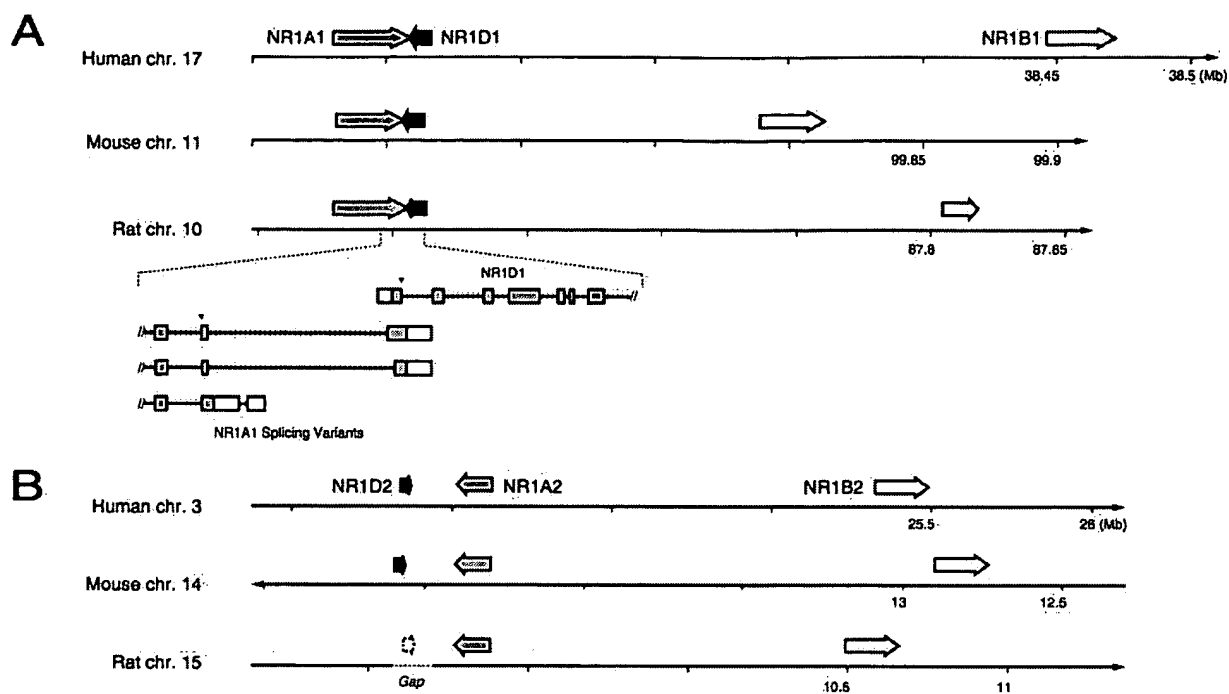 A
NR1A1 NR1D1 NR1B1
Human chr. 17
38.45 38.5 (Mb)
Mouse chr. 11
99.85 99.9
Rat chr. 10
87.8 87.85
NR1D1
NR1A1 Splicing Variants
B
NR1D2 NR1A2 NR1B2
Human chr. 3
25.5 26 (Mb)
Mouse chr. 14
13 12.5
Rat chr. 15
Gap 10.5 11